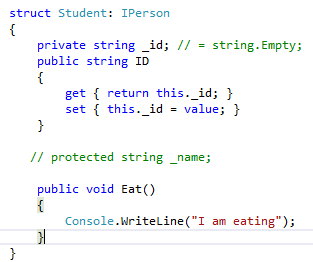 struct Student: IPerson
{
    private string _id; // = string.Empty;
    public string ID
    {
        get { return this._id; }
        set { this._id = value; }
    }
   // protected string _name;
    public void Eat()
    {
        Console.WriteLine("I am eating");
    }
}